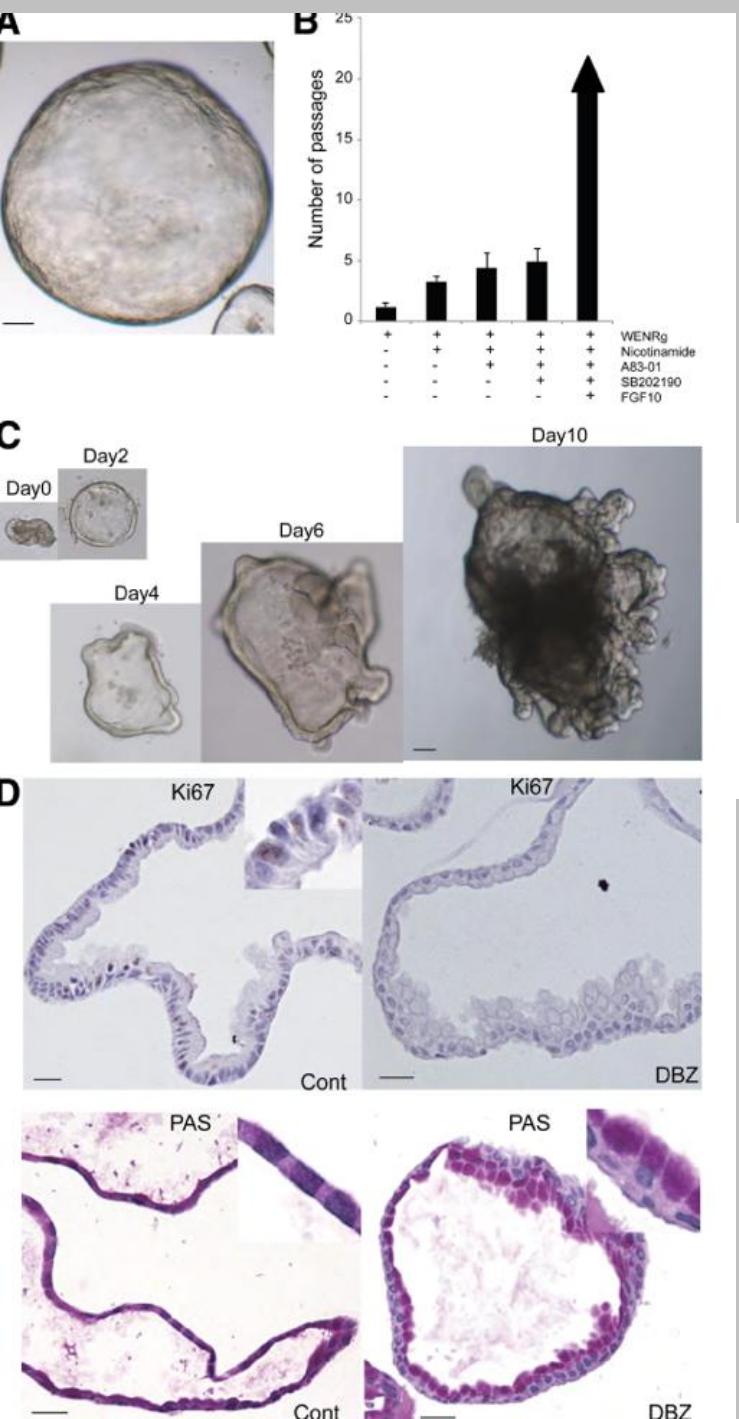 A
B
Number of passages
25
20
15
10
5
0
+ + + + + WENRg
- + + + + Nicotinamide
- - + + + A83-01
- - - + + SB202190
- - - - + FGF10
C
Day0
Day2
Day4
Day6
Day10
D
Ki67
Cont
Ki67
DBZ
PAS
Cont
PAS
DBZ